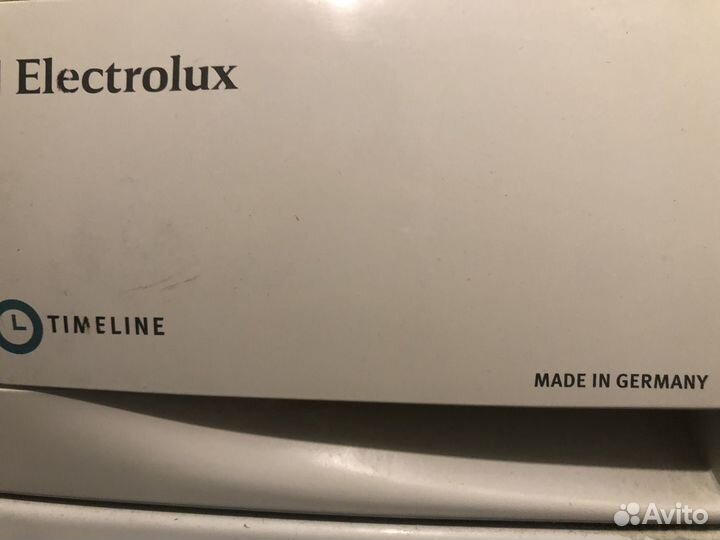 Electrolux
TIMELINE
MADE IN GERMANY
Avito